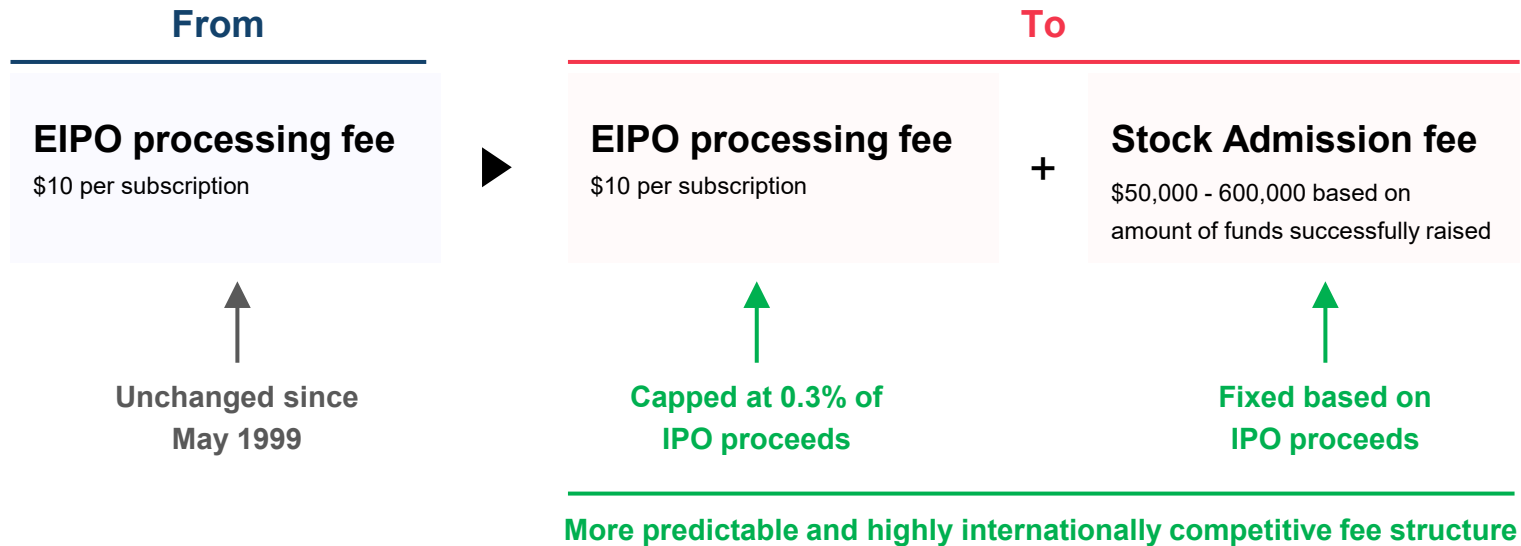 From
To
EIPO processing fee
$10 per subscription
EIPO processing fee
$10 per subscription
+
Stock Admission fee
$50,000 - 600,000 based on
amount of funds successfully raised
Unchanged since
May 1999
Capped at 0.3% of
IPO proceeds
Fixed based on
IPO proceeds
More predictable and highly internationally competitive fee structure